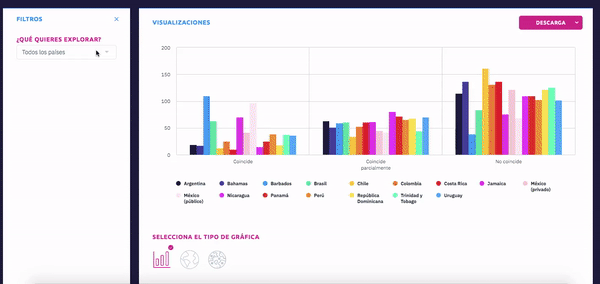 FILTROS ×
¿QUÉ QUIERES EXPLORAR?
Todos los países
VISUALIZACIONES
DESCARGA
200
150
100
50
0
Coincide
Coincide
parcialmente
No coincide
Argentina
Bahamas
Barbados
Brasil
Chile
Colombia
Costa Rica
Jamaica
México
(privado)
México
(público)
Nicaragua
Panamá
Perú
República
Dominicana
Trinidad y
Tobago
Uruguay
SELECCIONA EL TIPO DE GRÁFICA